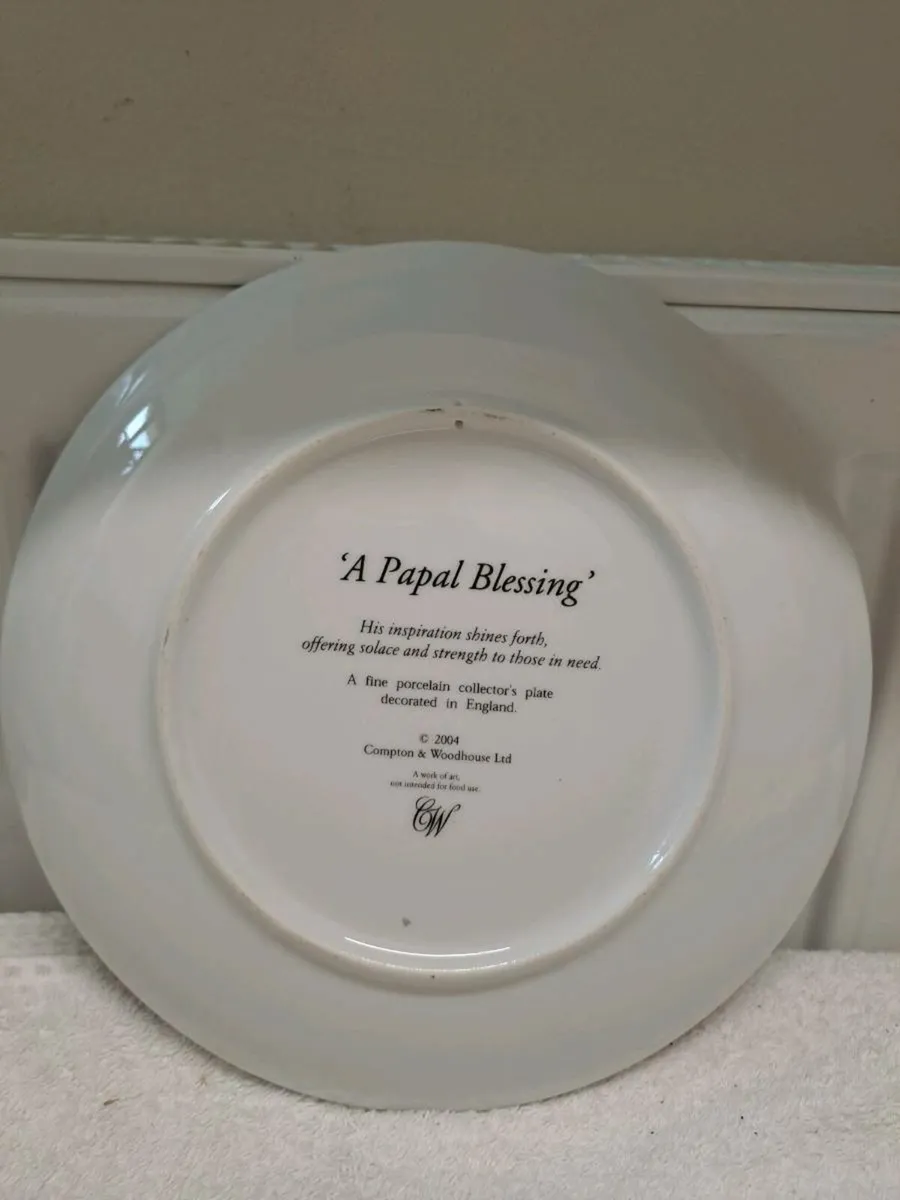 ‘A Papal Blessing’
His inspiration shines forth,
offering solace and strength to those in need.
A fine porcelain collector's plate
decorated in England.
© 2004
Compton & Woodhouse Ltd
A work of art,
not intended for food use.
CW